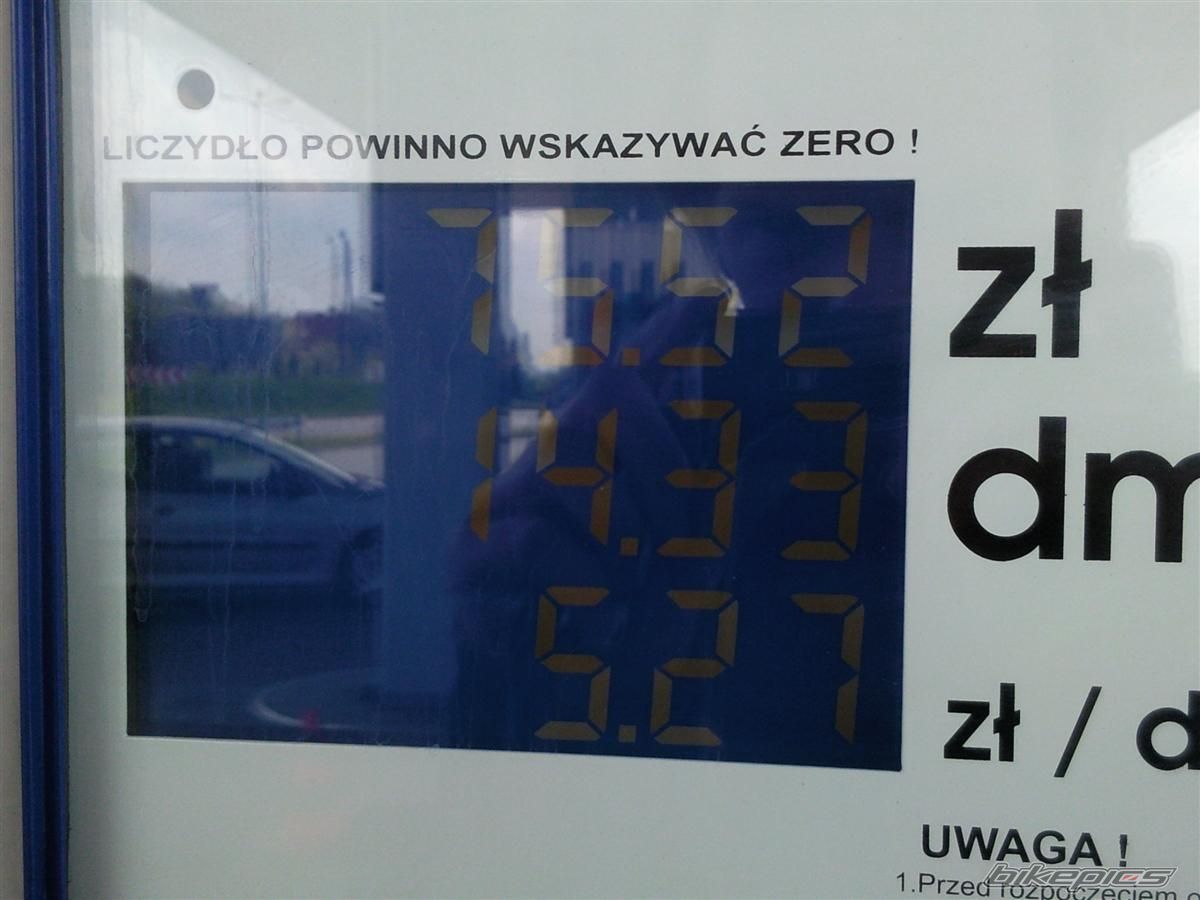 LICZYDŁO POWINNO WSKAZYWAĆ ZERO !
75.52 zł
14.33 dm
5.27 zł / d
UWAGA !
1.Przed rozpoczęciem
bikepics